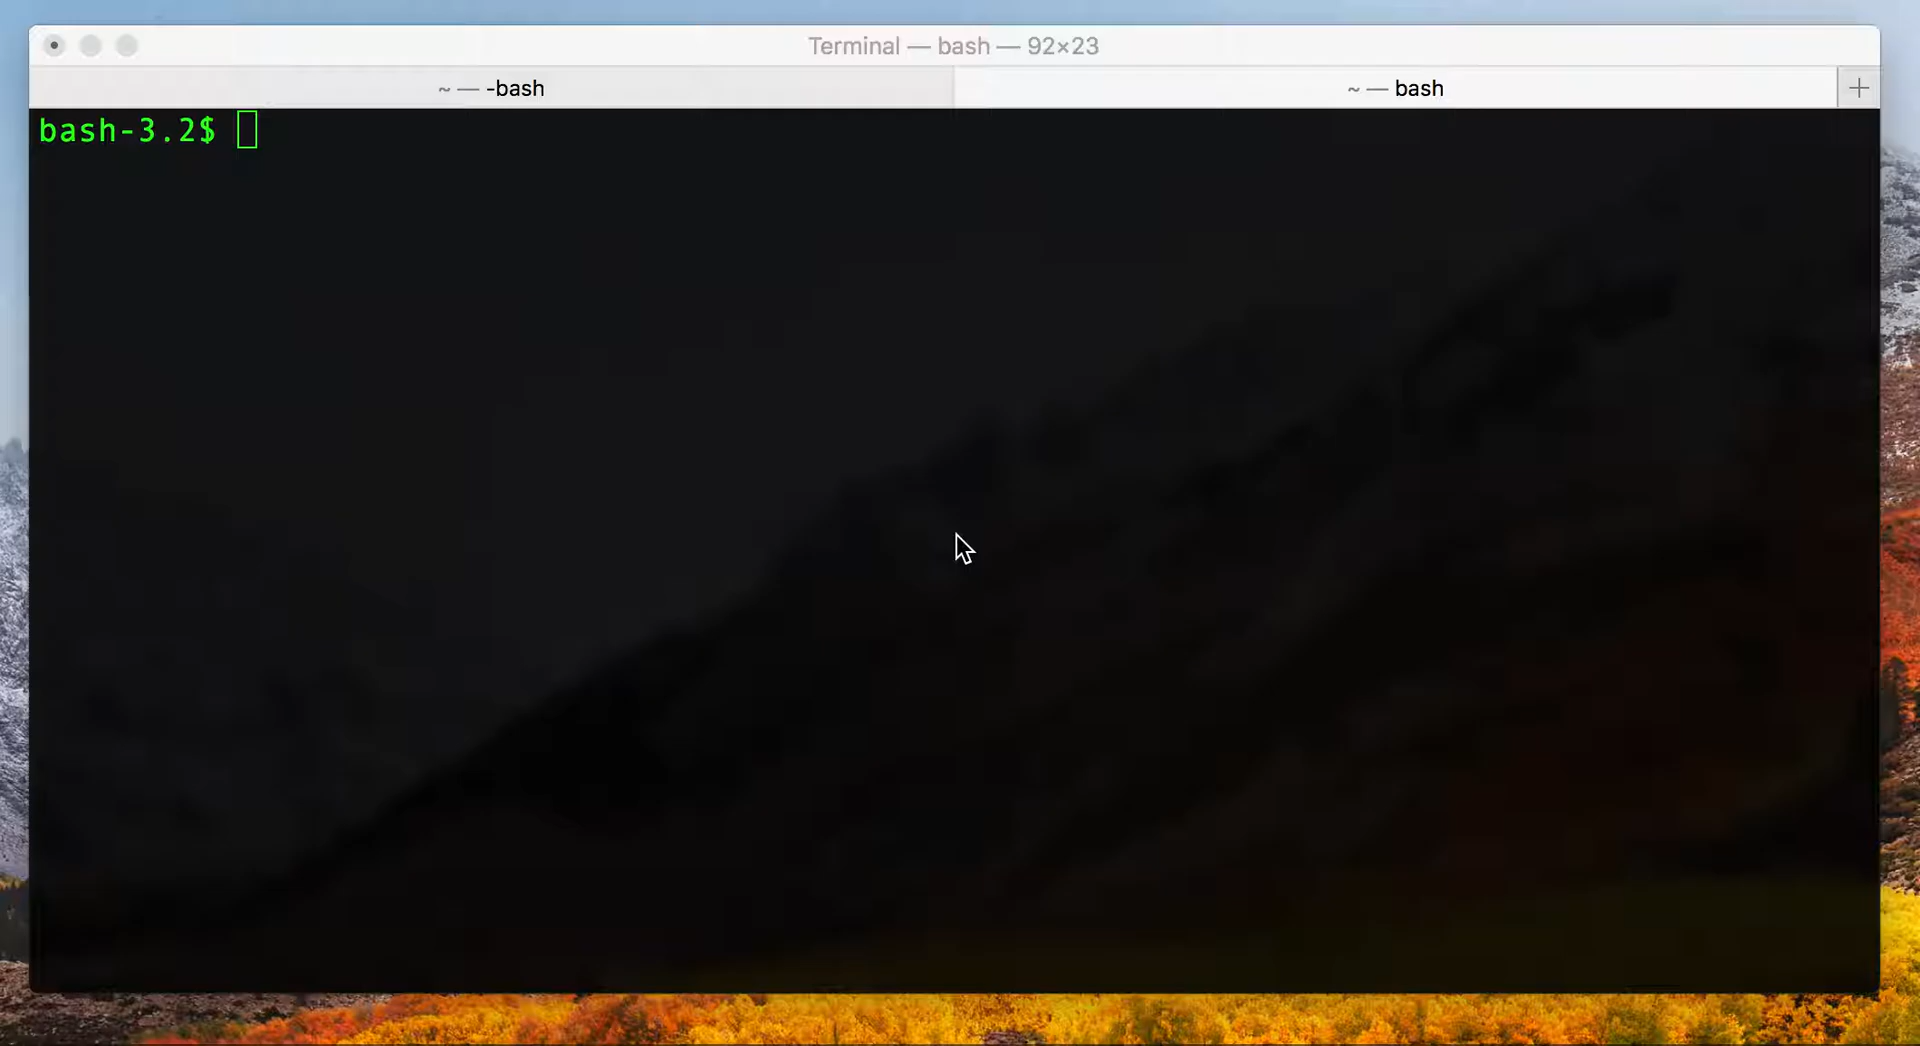 Terminal — bash — 92×23
~ — -bash
~ — bash
bash-3.2$